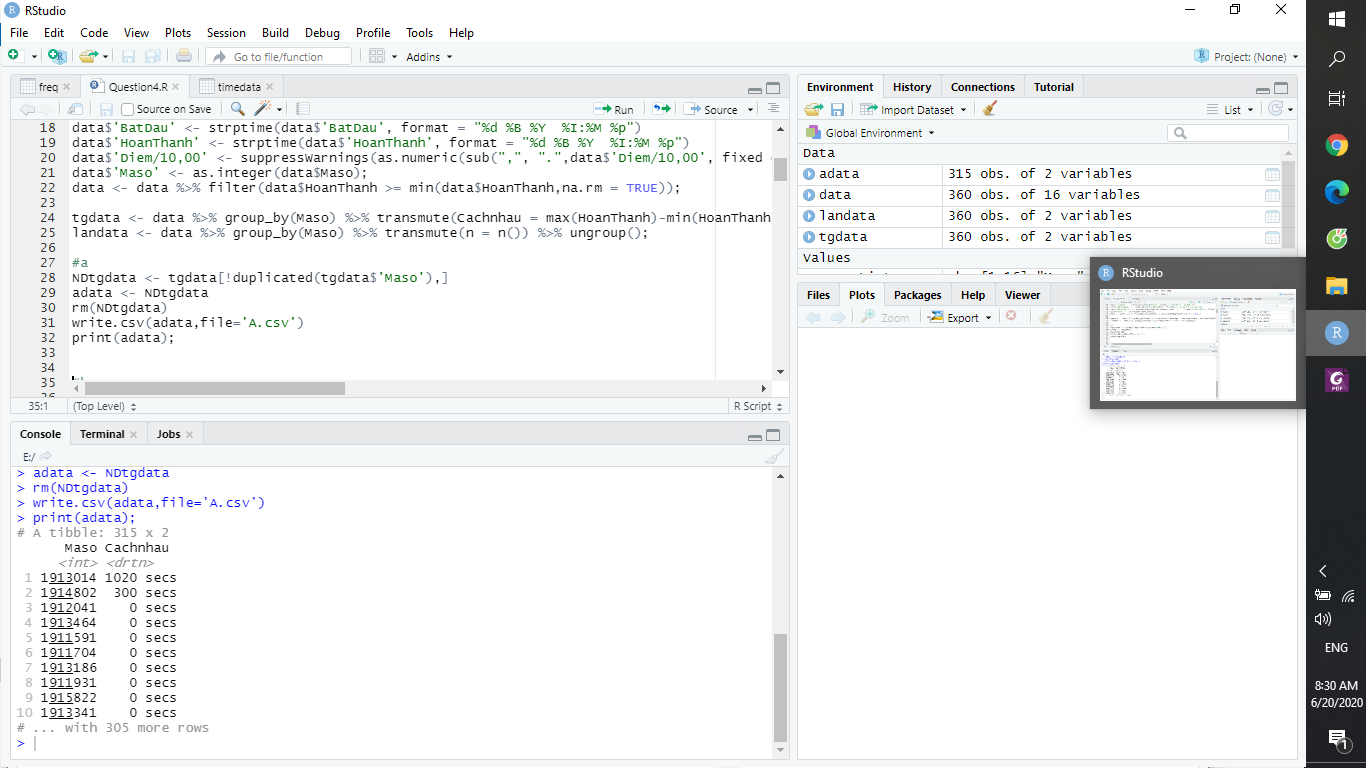 RStudio
File Edit Code View Plots Session Build Debug Profile Tools Help
Go to file/function Addins Project: (None)
freq Question4.R timedata
Source on Save Run Source
18 data$'BatDau' <- strptime(data$'BatDau', format = "%d %B %Y  %I:%M %p")
19 data$'HoanThanh' <- strptime(data$'HoanThanh', format = "%d %B %Y  %I:%M %p")
20 data$'Diem/10,00' <- suppressWarnings(as.numeric(sub(",", ".",data$'Diem/10,00', fixed
21 data$'Maso' <- as.integer(data$Maso);
22 data <- data %>% filter(data$HoanThanh >= min(data$HoanThanh,na.rm = TRUE));
23
24 tgdata <- data %>% group_by(Maso) %>% transmute(Cachnhau = max(HoanThanh)-min(HoanThanh
25 landata <- data %>% group_by(Maso) %>% transmute(n = n()) %>% ungroup();
26
27 #a
28 NDtgdata <- tgdata[!duplicated(tgdata$'Maso'),]
29 adata <- NDtgdata
30 rm(NDtgdata)
31 write.csv(adata,file='A.csv')
32 print(adata);
33
34
35
35:1 (Top Level) R Script
Console Terminal Jobs
E:/
> adata <- NDtgdata
> rm(NDtgdata)
> write.csv(adata,file='A.csv')
> print(adata);
# A tibble: 315 x 2
Maso Cachnhau
<int> <drtn>
1 1913014 1020 secs
2 1914802 300 secs
3 1912041 0 secs
4 1913464 0 secs
5 1911591 0 secs
6 1911704 0 secs
7 1913186 0 secs
8 1911931 0 secs
9 1915822 0 secs
10 1913341 0 secs
# ... with 305 more rows
>
Environment History Connections Tutorial
Import Dataset List
Global Environment
Data
adata 315 obs. of 2 variables
data 360 obs. of 16 variables
landata 360 obs. of 2 variables
tgdata 360 obs. of 2 variables
Values
Files Plots Packages Help Viewer
Zoom Export
RStudio
PDF
ENG
8:30 AM
6/20/2020
1